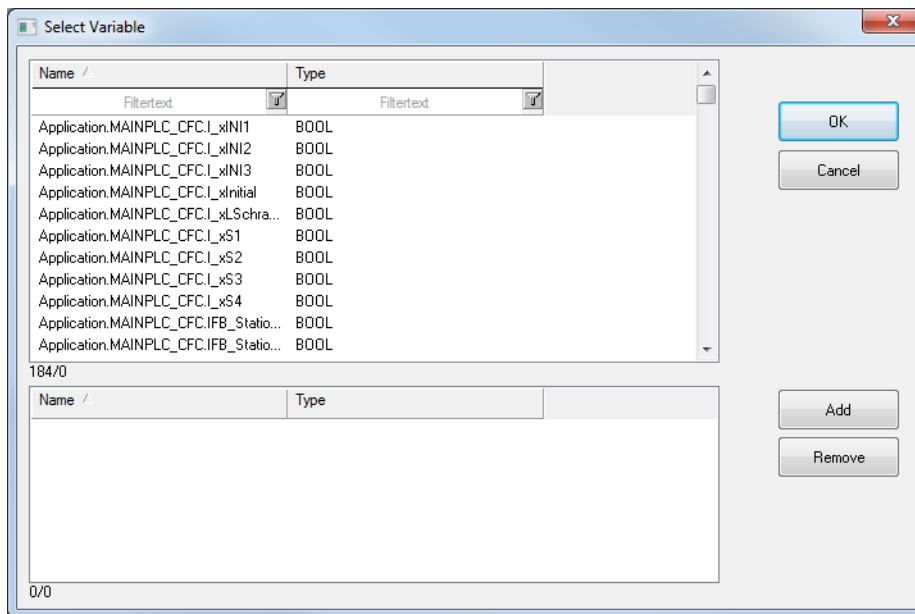 Select Variable
Name Type
Filtertext Filtertext
Application.MAINPLC_CFC.I_xINI1 BOOL
Application.MAINPLC_CFC.I_xINI2 BOOL
Application.MAINPLC_CFC.I_xINI3 BOOL
Application.MAINPLC_CFC.I_xInitial BOOL
Application.MAINPLC_CFC.I_xLSchra... BOOL
Application.MAINPLC_CFC.I_xS1 BOOL
Application.MAINPLC_CFC.I_xS2 BOOL
Application.MAINPLC_CFC.I_xS3 BOOL
Application.MAINPLC_CFC.I_xS4 BOOL
Application.MAINPLC_CFC.IFB_Statio... BOOL
Application.MAINPLC_CFC.IFB_Statio... BOOL
184/0
OK
Cancel
Name Type
0/0
Add
Remove